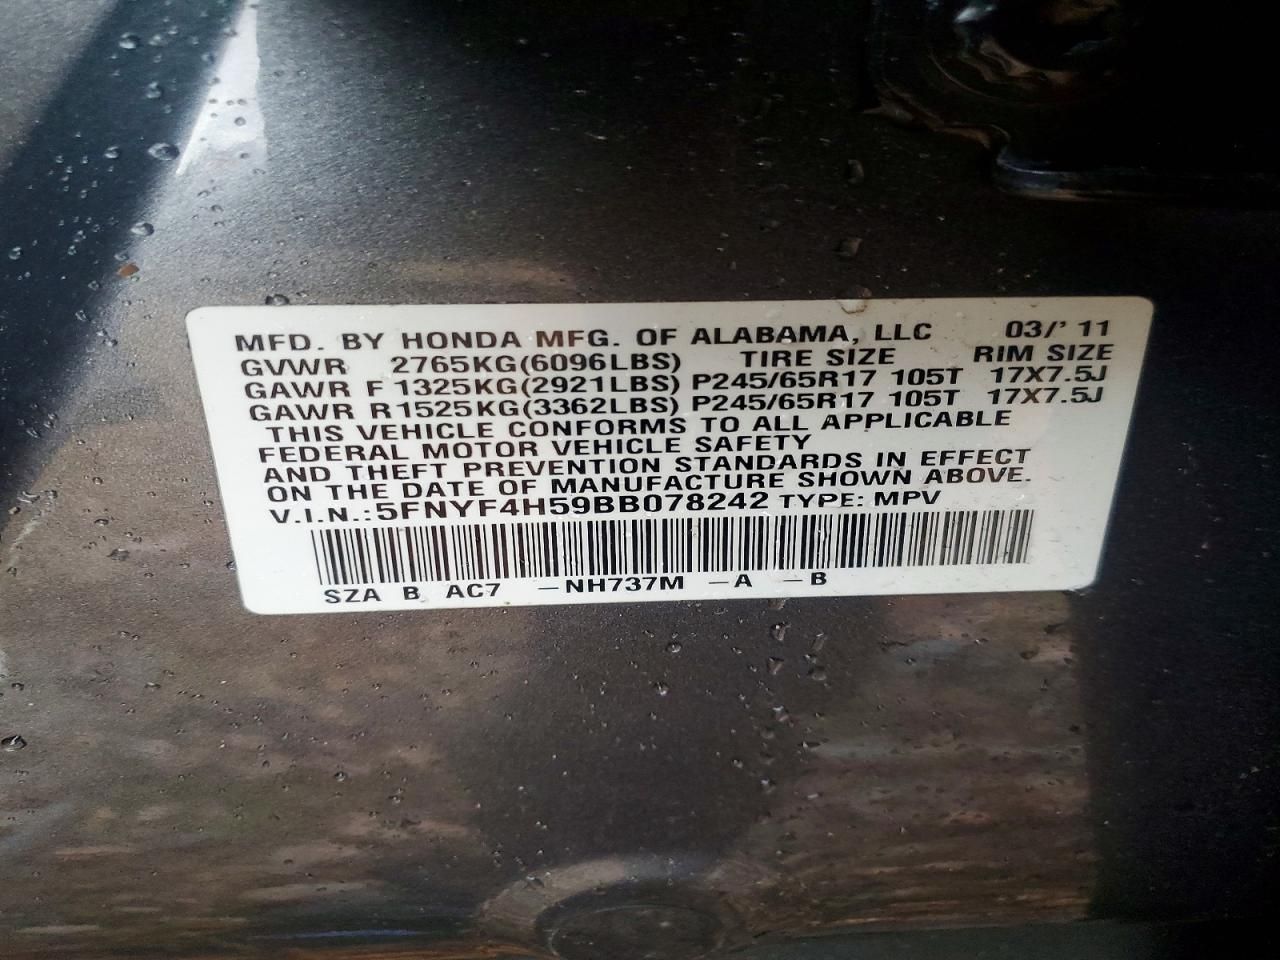 MFD. BY HONDA MFG. OF ALABAMA, LLC 03/'11
GVWR 2765KG(6096LBS) TIRE SIZE RIM SIZE
GAWR F 1325KG(2921LBS) P245/65R17 105T 17X7.5J
GAWR R1525KG(3362LBS) P245/65R17 105T 17X7.5J
THIS VEHICLE CONFORMS TO ALL APPLICABLE
FEDERAL MOTOR VEHICLE SAFETY
AND THEFT PREVENTION STANDARDS IN EFFECT
ON THE DATE OF MANUFACTURE SHOWN ABOVE.
V.I.N.:5FNYF4H59BB078242 TYPE: MPV
SZA B AC7 -NH737M -A -B